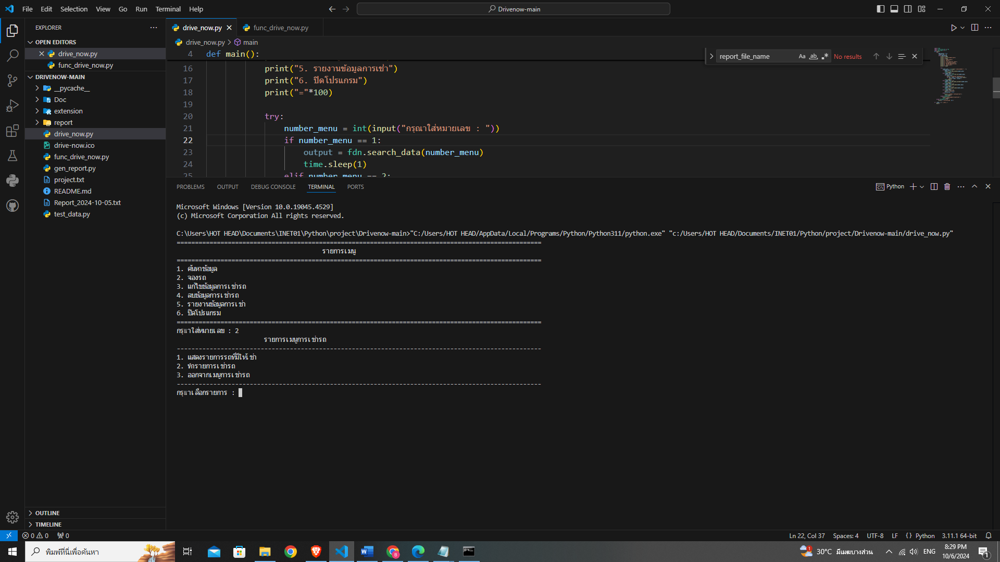 File Edit Selection View Go Run Terminal Help
Drivenow-main
EXPLORER
OPEN EDITORS
drive_now.py
func_drive_now.py
DRIVENOW-MAIN
__pycache__
Doc
extension
report
drive_now.py
drive-now.ico
func_drive_now.py
gen_report.py
project.txt
README.md
Report_2024-10-05.txt
test_data.py
OUTLINE
TIMELINE
drive_now.py func_drive_now.py
drive_now.py > main
report_file_name Aa ab .* No results
4 def main():
16 print("5. รายงานข้อมูลการเช่า")
17 print("6. ปิดโปรแกรม")
18 print("="*100)
19
20 try:
21 number_menu = int(input("กรุณาใส่หมายเลข : "))
22 if number_menu == 1:
23 output = fdn.search_data(number_menu)
24 time.sleep(1)
25 elif number_menu == 2:
PROBLEMS OUTPUT DEBUG CONSOLE TERMINAL PORTS
Python
Microsoft Windows [Version 10.0.19045.4529]
(c) Microsoft Corporation All rights reserved.
C:\Users\HOT HEAD\Documents\INET01\Python\project\Drivenow-main>"C:/Users/HOT HEAD/AppData/Local/Programs/Python/Python311/python.exe" "c:/Users/HOT HEAD/Documents/INET01/Python/project/Drivenow-main/drive_now.py"
====================================================================================================
รายการเมนู
====================================================================================================
1. ค้นหาข้อมูล
2. จองรถ
3. แก้ไขข้อมูลการเช่ารถ
4. ลบข้อมูลการเช่ารถ
5. รายงานข้อมูลการเช่า
6. ปิดโปรแกรม
====================================================================================================
กรุณาใส่หมายเลข : 2
รายการเมนูการเช่ารถ
----------------------------------------------------------------------------------------------------
1. แสดงรายการรถที่มีให้เช่า
2. ทำรายการเช่ารถ
3. ออกจากเมนูการเช่ารถ
----------------------------------------------------------------------------------------------------
กรุณาเลือกรายการ :
0 0 0
Ln 22, Col 37 Spaces: 4 UTF-8 LF {} Python 3.11.1 64-bit
พิมพ์ที่นี่เพื่อค้นหา
1 30°C มีเมฆบางส่วน ENG
8:29 PM
10/6/2024
1